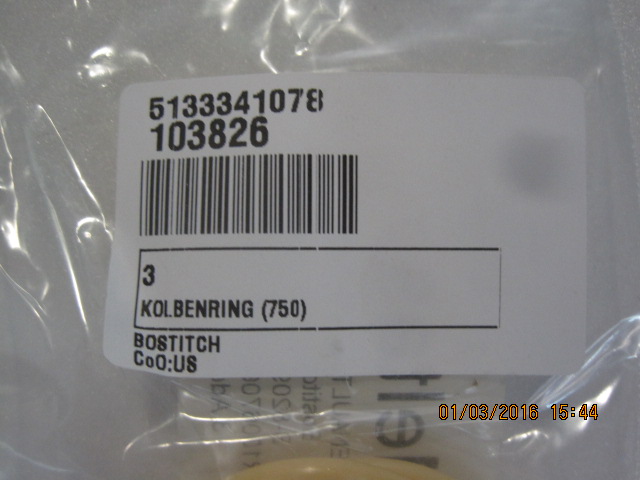 5133341078
103826
3
KOLBENRING (750)
BOSTITCH
CoO:US
01/03/2016 15:44